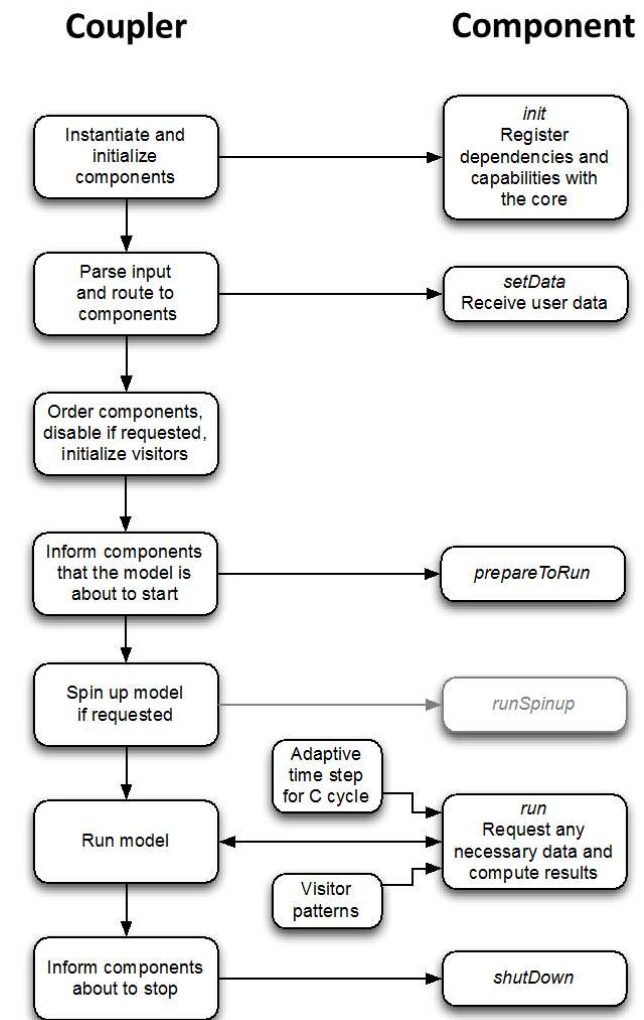 Coupler
Component
Instantiate and
initialize
components
init
Register
dependencies and
capabilities with
the core
Parse input
and route to
components
setData
Receive user data
Order components,
disable if requested,
initialize visitors
Inform components
that the model is
about to start
prepareToRun
Spin up model
if requested
runSpinup
Adaptive
time step
for C cycle
Run model
run
Request any
necessary data and
compute results
Visitor
patterns
Inform components
about to stop
shutDown